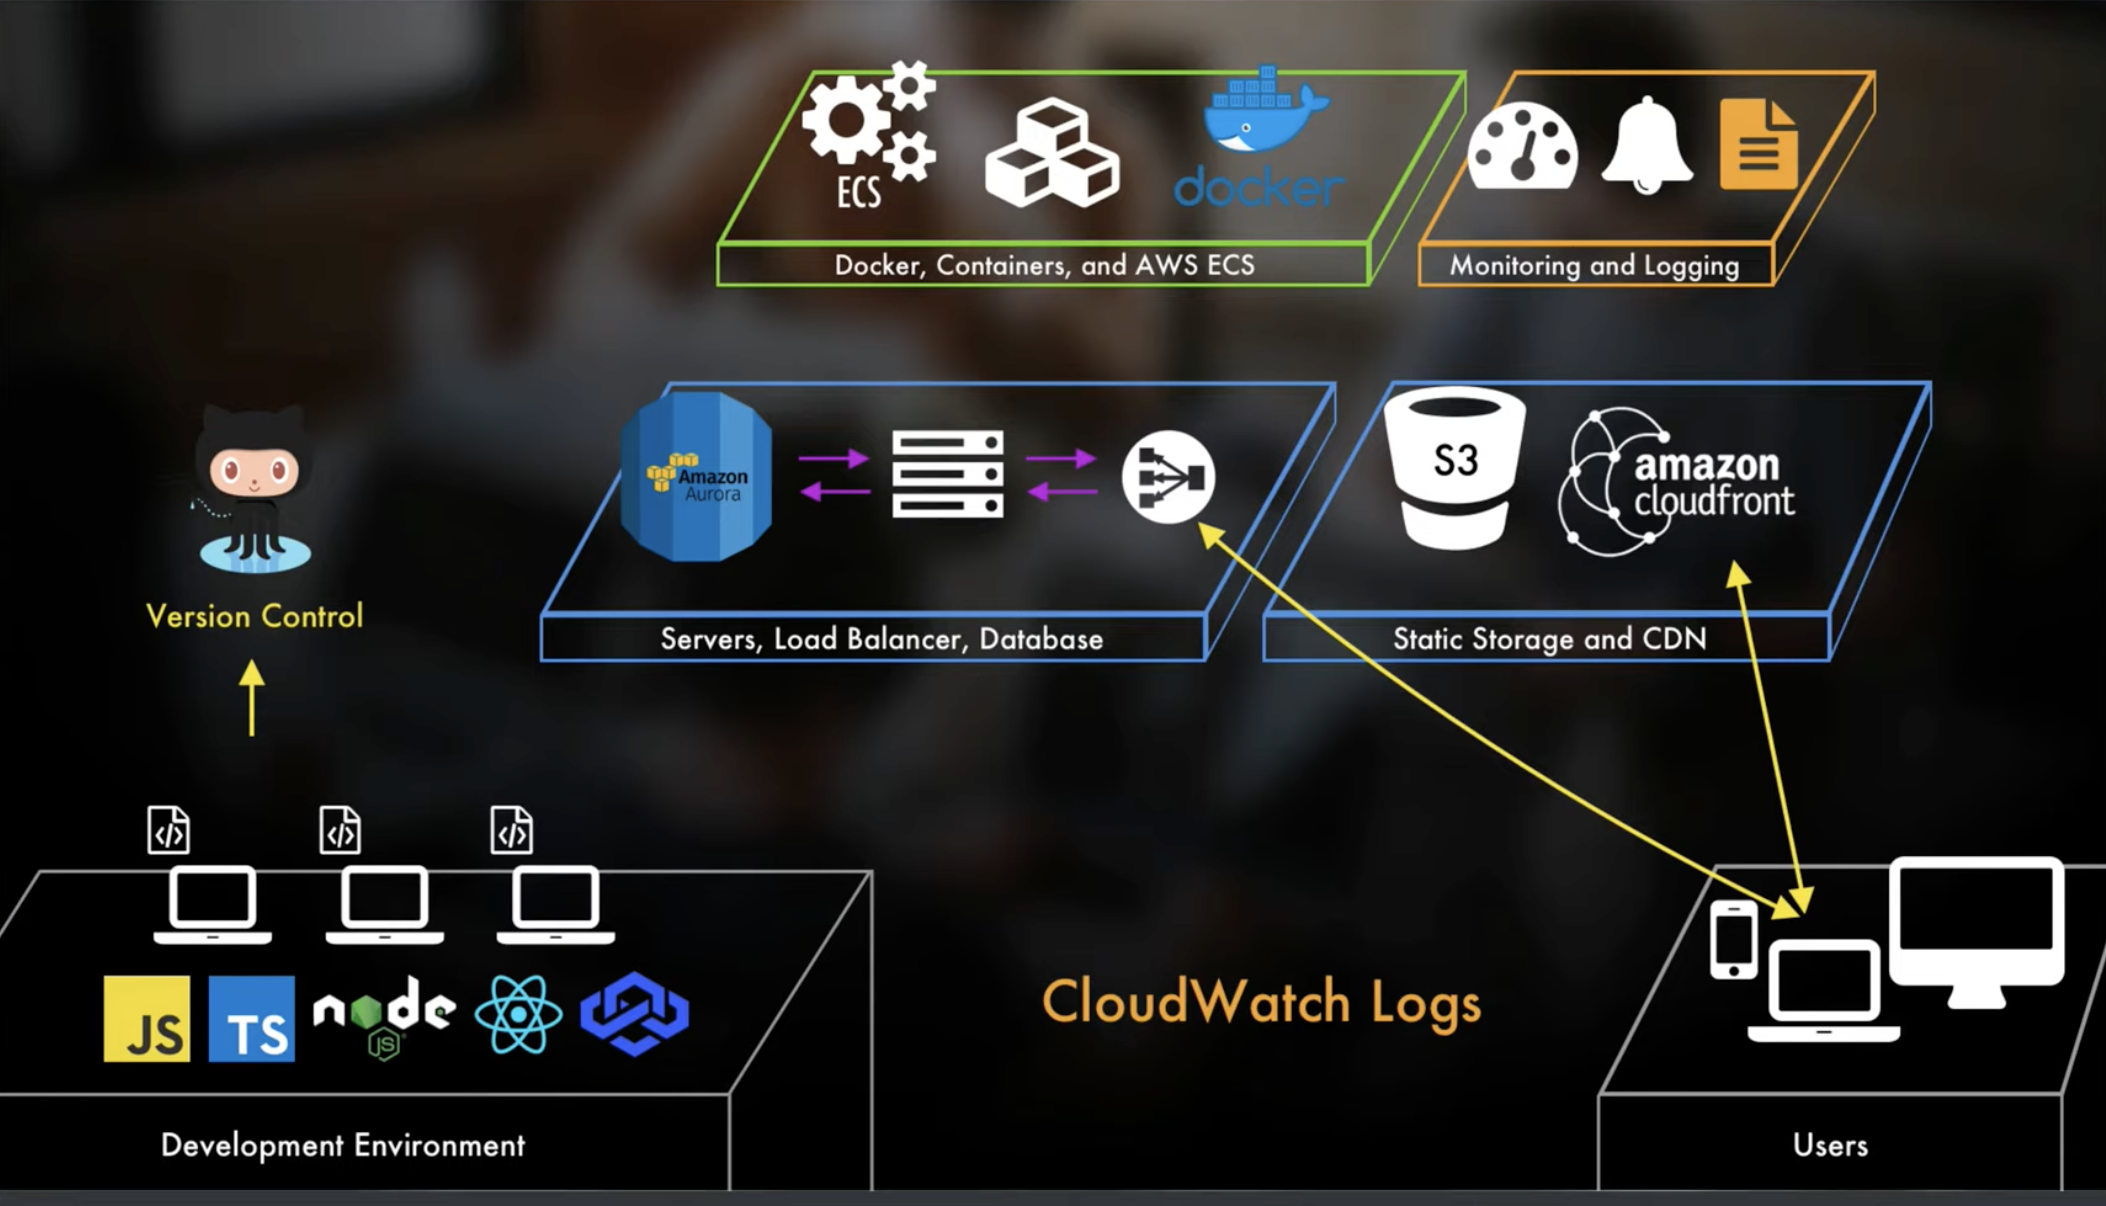 ECS
docker
Docker, Containers, and AWS ECS
Monitoring and Logging
Amazon
Aurora
S3
amazon
cloudfront
Servers, Load Balancer, Database
Static Storage and CDN
Version Control
</>
</>
</>
JS
TS
node
JS
CloudWatch Logs
Development Environment
Users